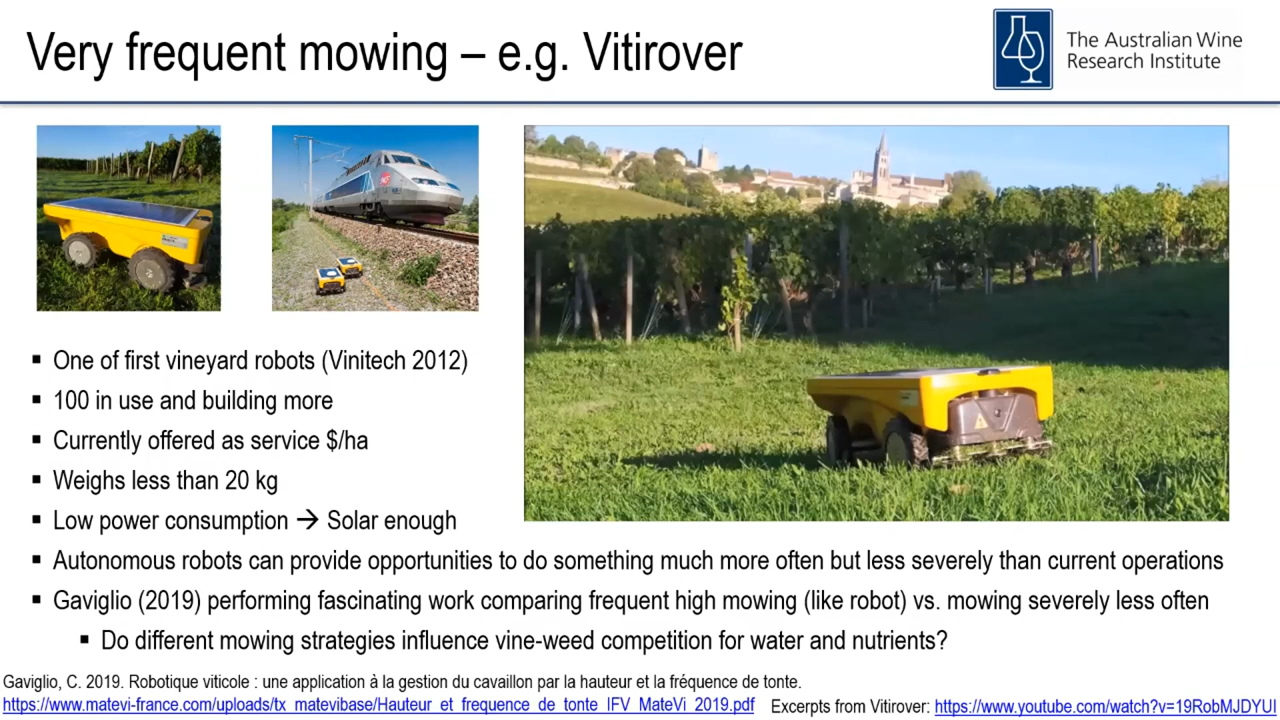 Very frequent mowing – e.g. Vitirover
The Australian Wine
Research Institute
▪ One of first vineyard robots (Vinitech 2012)
▪ 100 in use and building more
▪ Currently offered as service $/ha
▪ Weighs less than 20 kg
▪ Low power consumption → Solar enough
▪ Autonomous robots can provide opportunities to do something much more often but less severely than current operations
▪ Gaviglio (2019) performing fascinating work comparing frequent high mowing (like robot) vs. mowing severely less often
▪ Do different mowing strategies influence vine-weed competition for water and nutrients?
Gaviglio, C. 2019. Robotique viticole : une application à la gestion du cavaillon par la hauteur et la fréquence de tonte.
https://www.matevi-france.com/uploads/tx_matevibase/Hauteur_et_frequence_de_tonte_IFV_MateVi_2019.pdf
Excerpts from Vitirover: https://www.youtube.com/watch?v=19RobMJDYUI